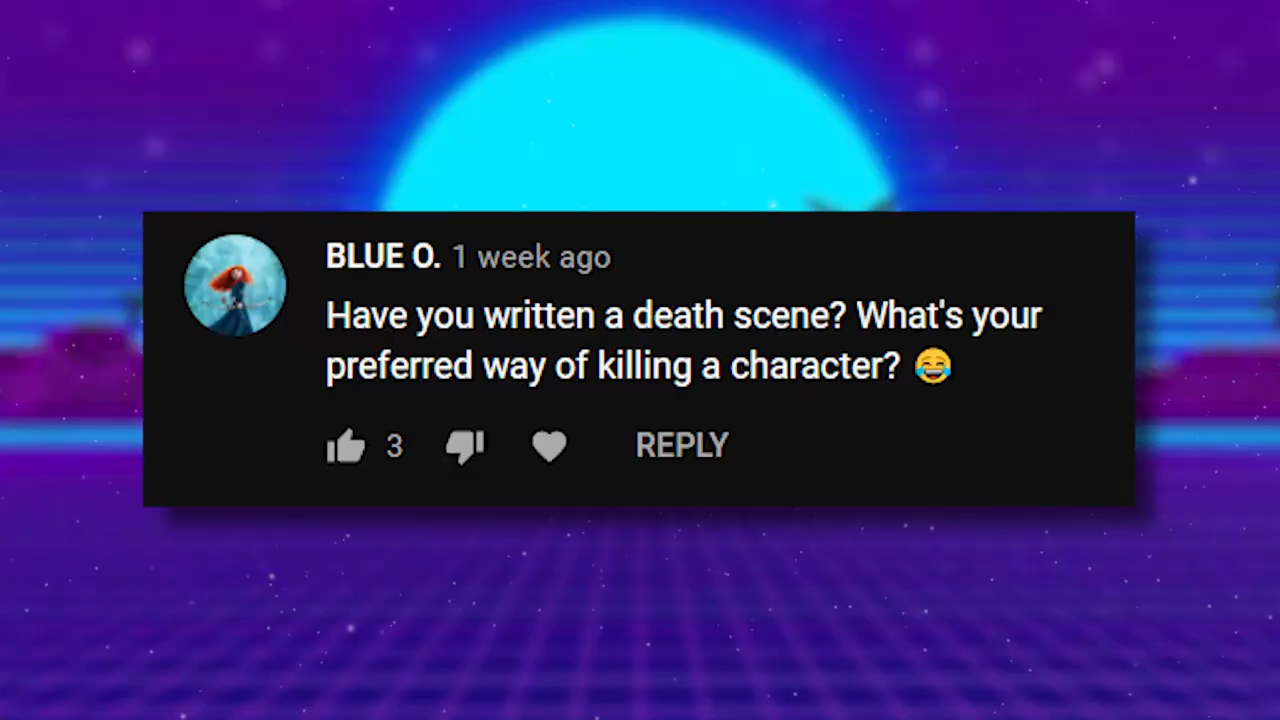 BLUE O. 1 week ago
Have you written a death scene? What's your
preferred way of killing a character? 😂
3 REPLY